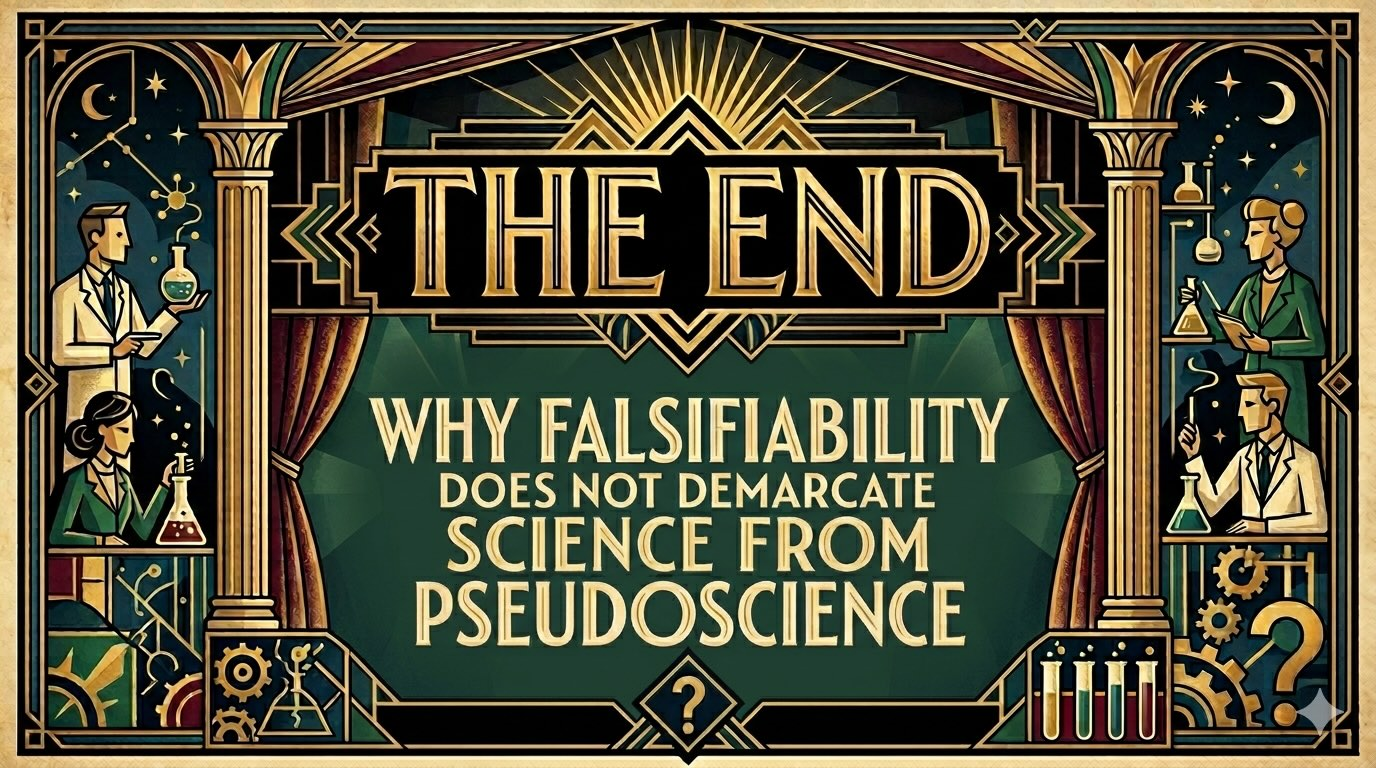 THE END
WHY FALSIFIABILITY
DOES NOT DEMARCATE
SCIENCE FROM
PSEUDOSCIENCE
?
?